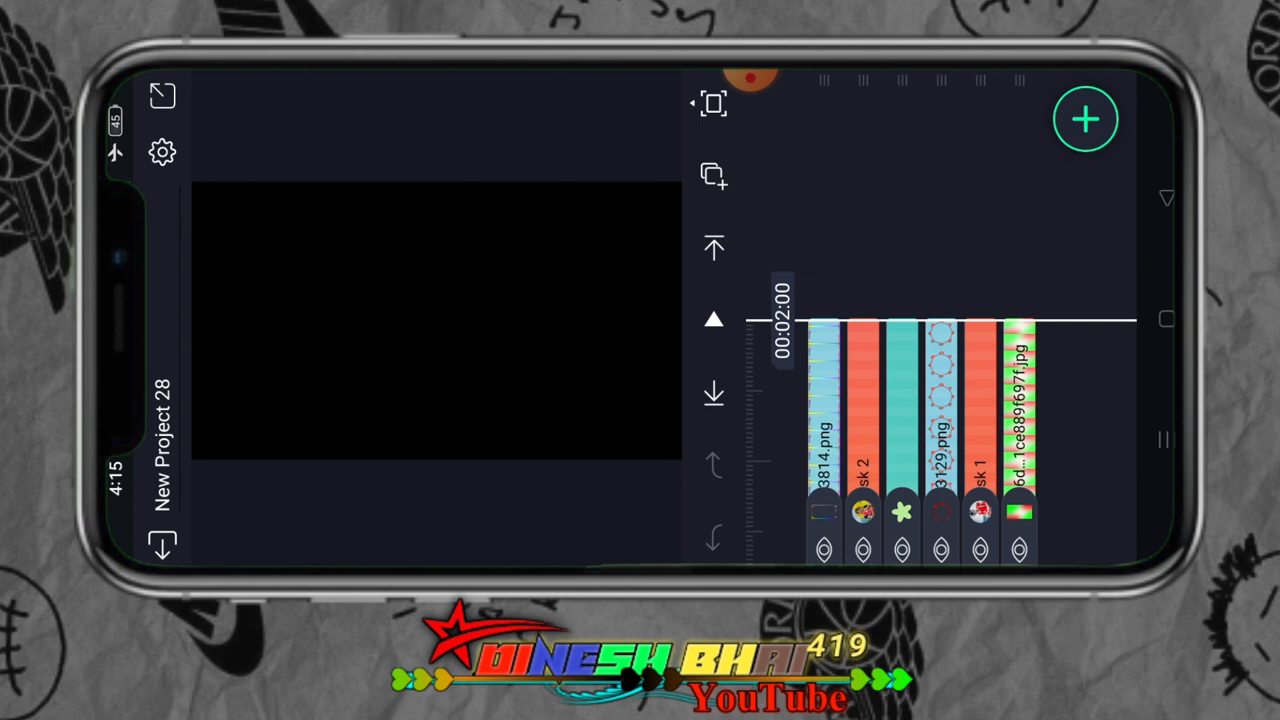 4:15
45
New Project 28
00:02:00
3814.png
sk 2
3129.png
sk 1
6d...1ce889f697f.jpg
DINESH BHAI 419
YouTube